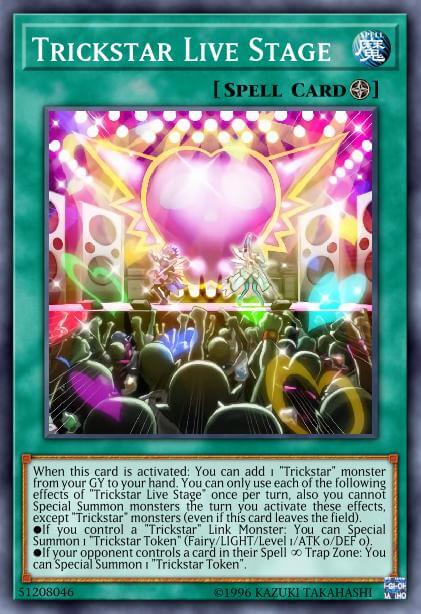 TRICKSTAR LIVE STAGE
SPELL
魔
[SPELL CARD]
When this card is activated: You can add 1 "Trickstar" monster
from your GY to your hand. You can only use each of the following
effects of "Trickstar Live Stage" once per turn, also you cannot
Special Summon monsters the turn you activate these effects,
except "Trickstar" monsters (even if this card leaves the field).
●If you control a "Trickstar" Link Monster: You can Special
Summon 1 "Trickstar Token" (Fairy/LIGHT/Level 1/ATK 0/DEF 0).
●If your opponent controls a card in their Spell ∞ Trap Zone: You
can Special Summon 1 "Trickstar Token".
51208046
©1996 KAZUKI TAKAHASHI